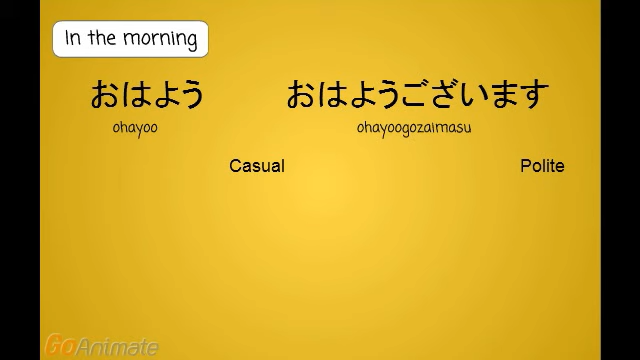 In the morning
おはよう おはようございます
ohayoo ohayoogozaimasu
Casual Polite
GoAnimate